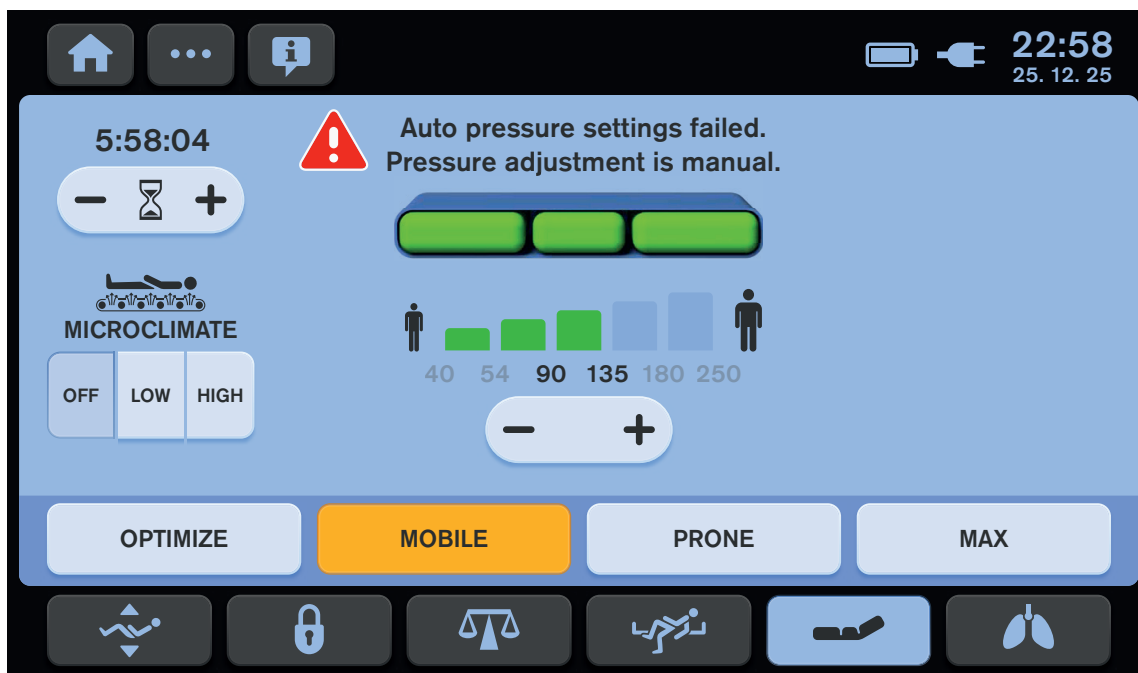 22:58
25. 12. 25
5:58:04
Auto pressure settings failed.
Pressure adjustment is manual.
MICROCLIMATE
OFF LOW HIGH
40 54 90 135 180 250
OPTIMIZE MOBILE PRONE MAX